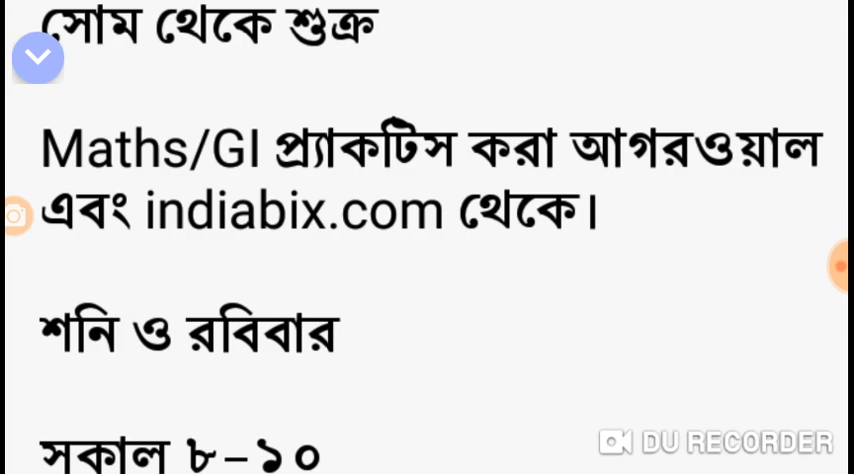 সোম থেকে শুক্র
Maths/GI প্র্যাকটিস করা আগরওয়াল
এবং indiabix.com থেকে।
শনি ও রবিবার
সকাল ৮-১০
DU RECORDER